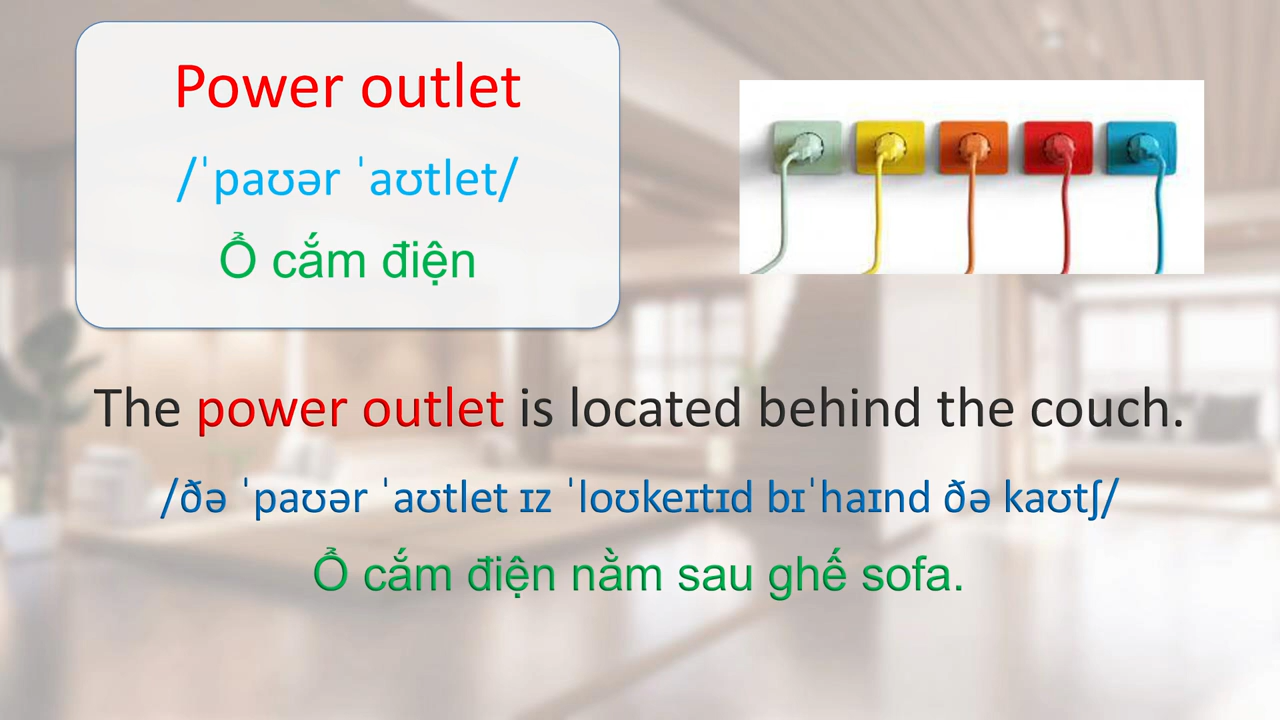 Power outlet
/ˈpaʊər ˈaʊtlet/
Ổ cắm điện
The power outlet is located behind the couch.
/ðə ˈpaʊər ˈaʊtlet ɪz ˈloʊkeɪtɪd bɪˈhaɪnd ðə kaʊtʃ/
Ổ cắm điện nằm sau ghế sofa.